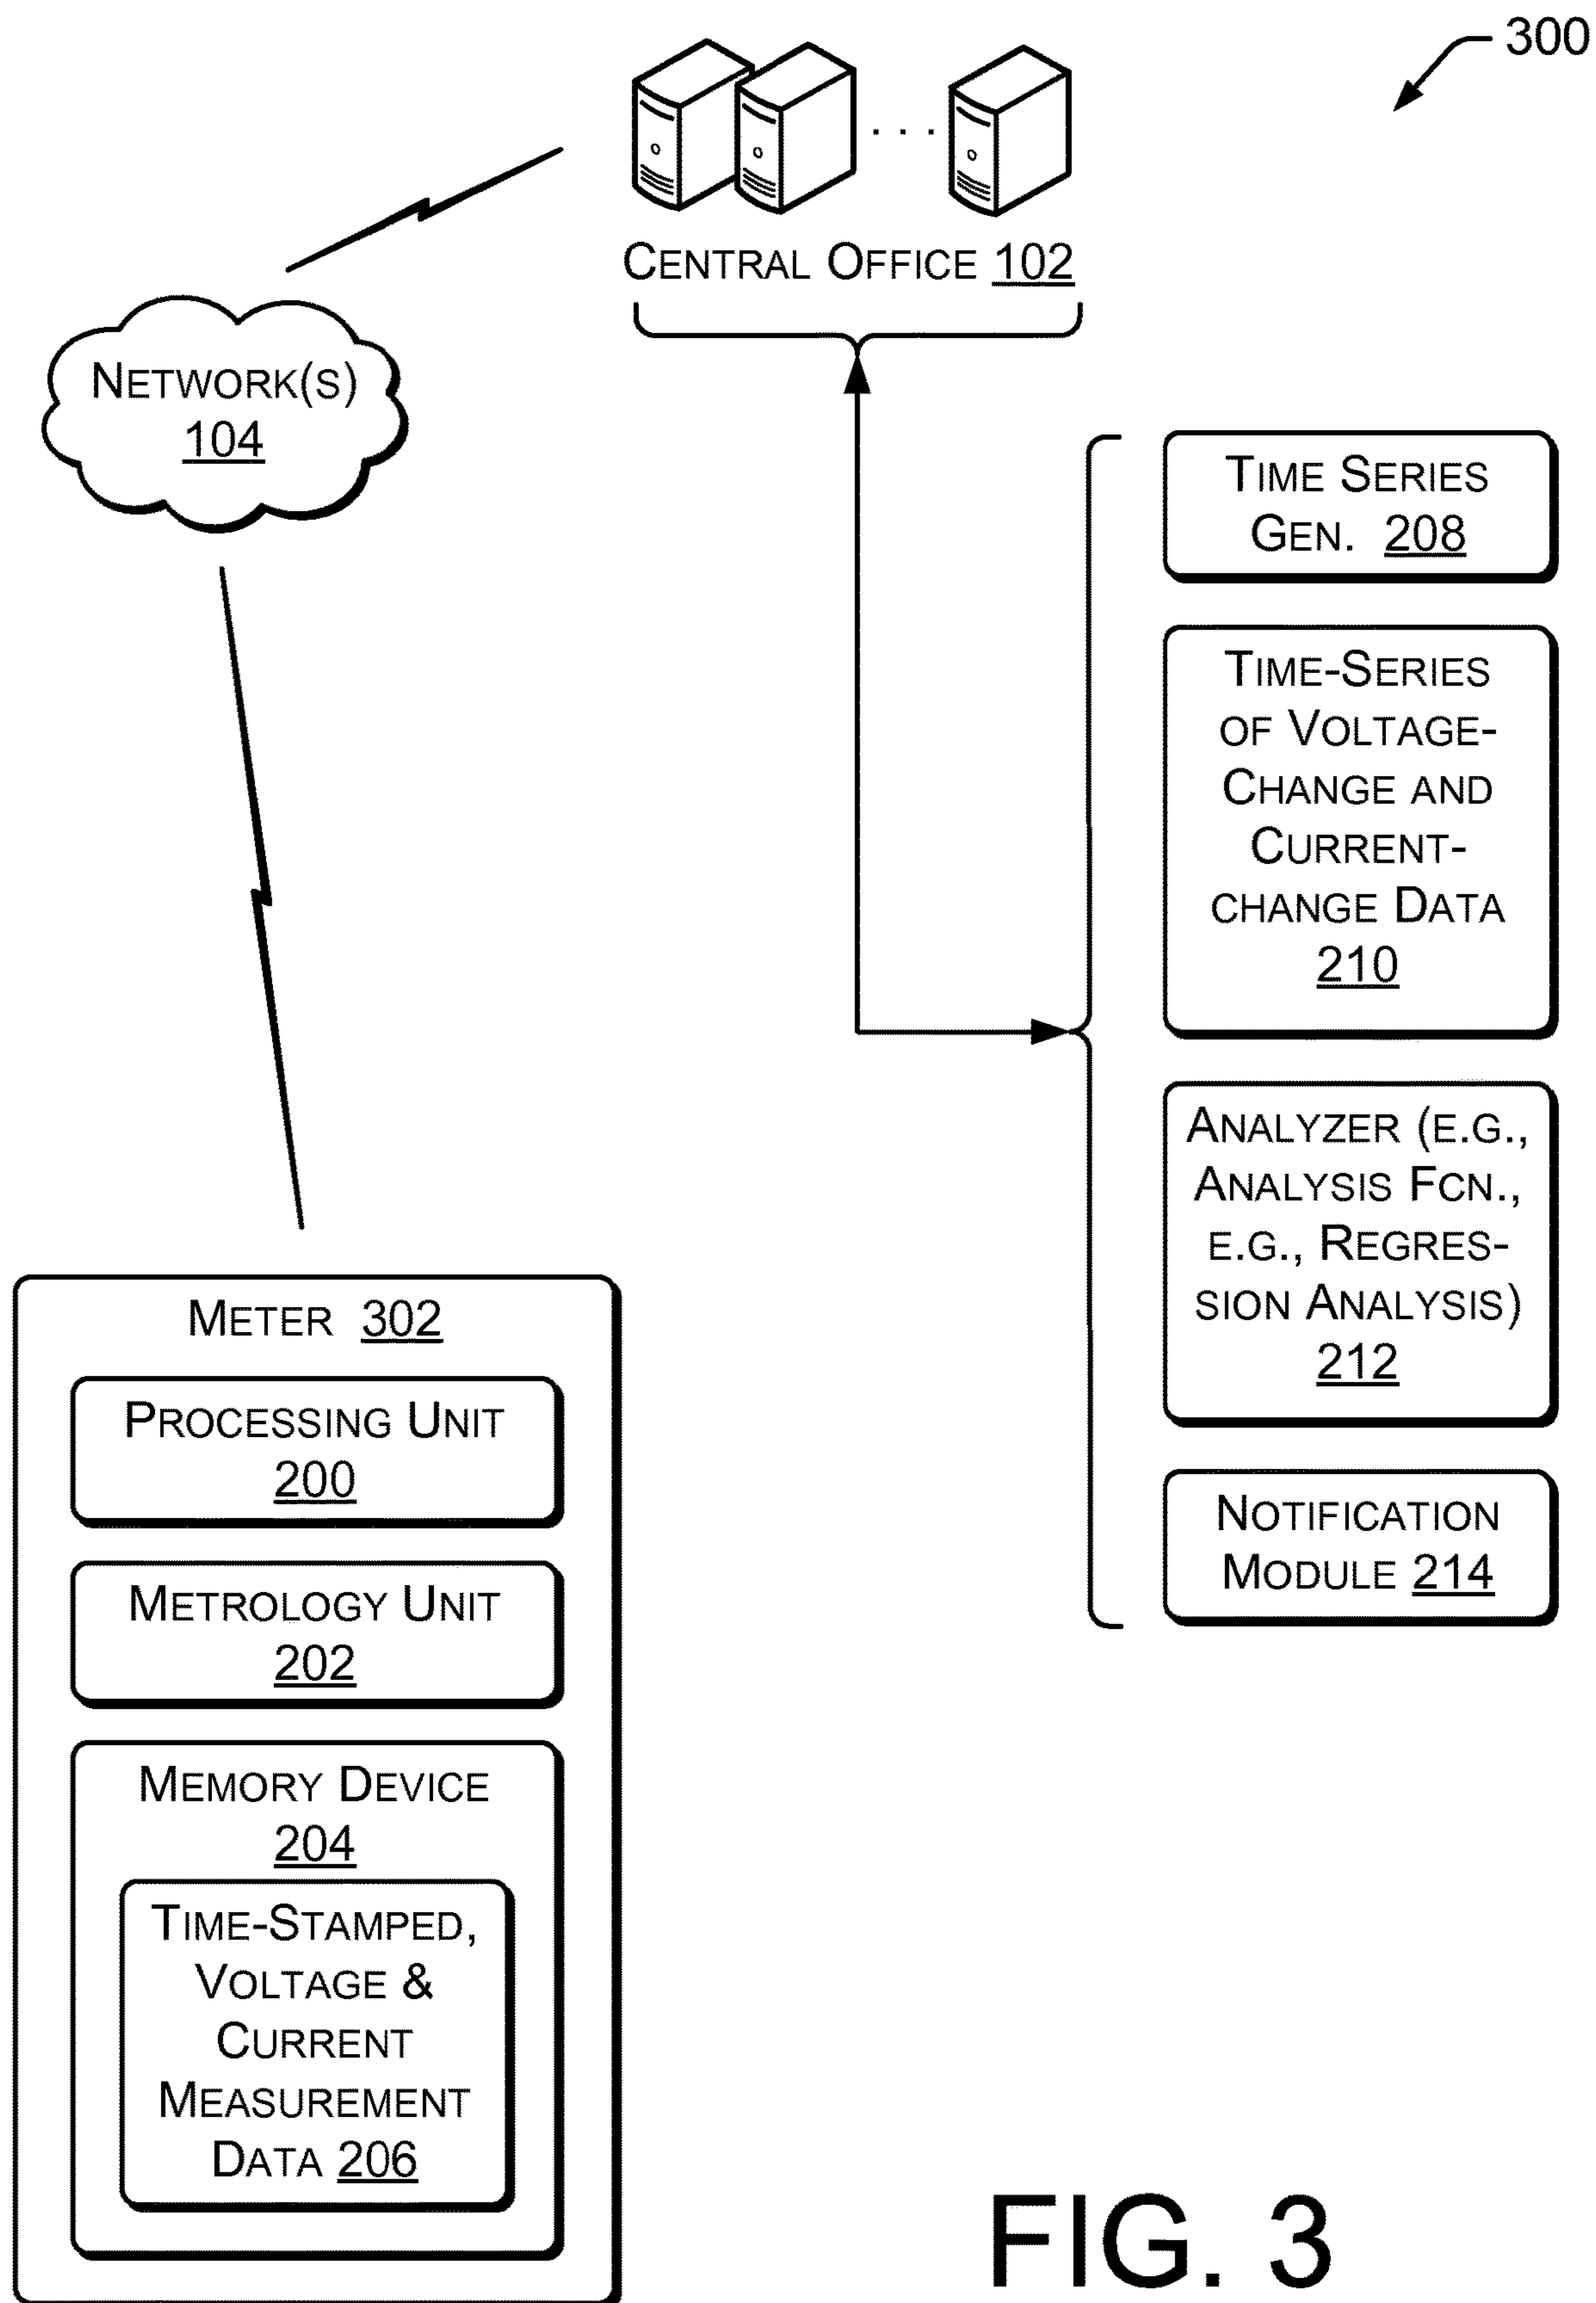 300
CENTRAL OFFICE 102
NETWORK(S)
104
TIME SERIES
GEN. 208
TIME-SERIES
OF VOLTAGE-
CHANGE AND
CURRENT-
CHANGE DATA
210
ANALYZER (E.G.,
ANALYSIS FCN.,
E.G., REGRES-
SION ANALYSIS)
212
NOTIFICATION
MODULE 214
METER 302
PROCESSING UNIT
200
METROLOGY UNIT
202
MEMORY DEVICE
204
TIME-STAMPED,
VOLTAGE &
CURRENT
MEASUREMENT
DATA 206
FIG. 3